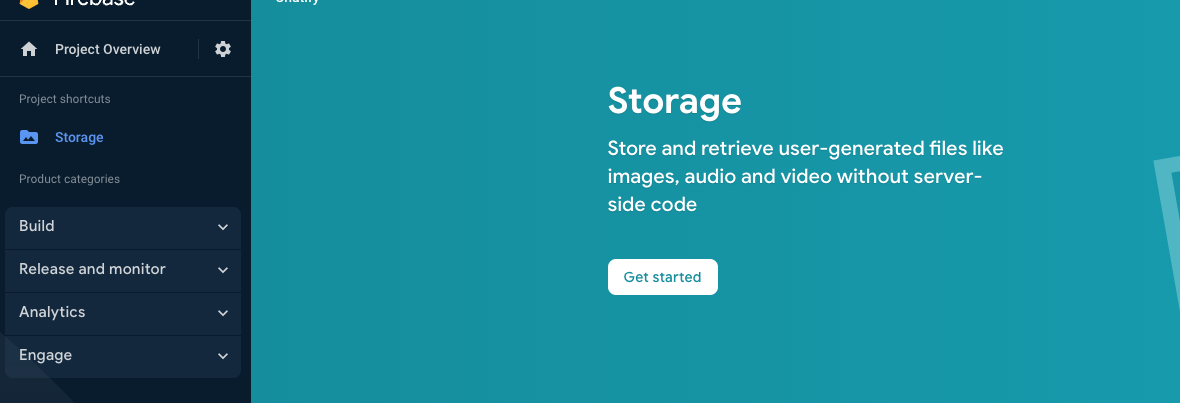 Firebase
Chatify
Project Overview
Project shortcuts
Storage
Product categories
Build
Release and monitor
Analytics
Engage
Storage
Store and retrieve user-generated files like
images, audio and video without server-
side code
Get started